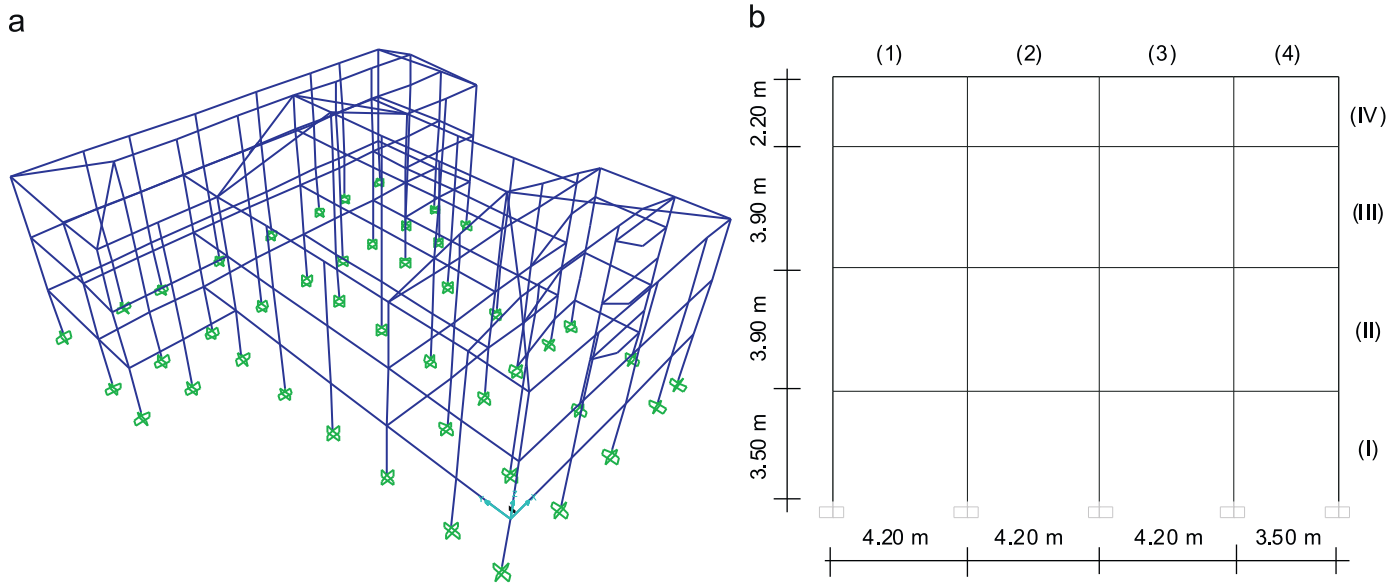 a
b
(1) (2) (3) (4)
2.20 m
(IV)
3.90 m
(III)
3.90 m
(II)
3.50 m
(I)
4.20 m 4.20 m 4.20 m 3.50 m